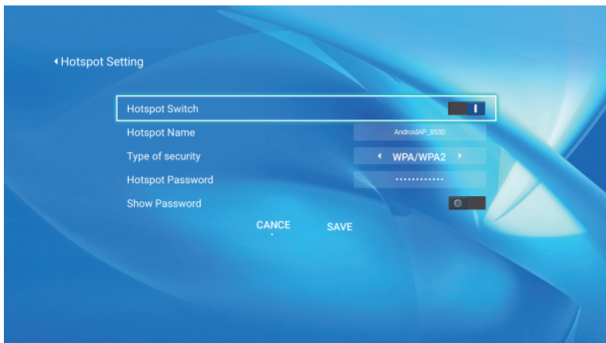 Hotspot Setting
Hotspot Switch
Hotspot Name AndroidAP_8530
Type of security WPA/WPA2
Hotspot Password ••••••••••••
Show Password
CANCE SAVE